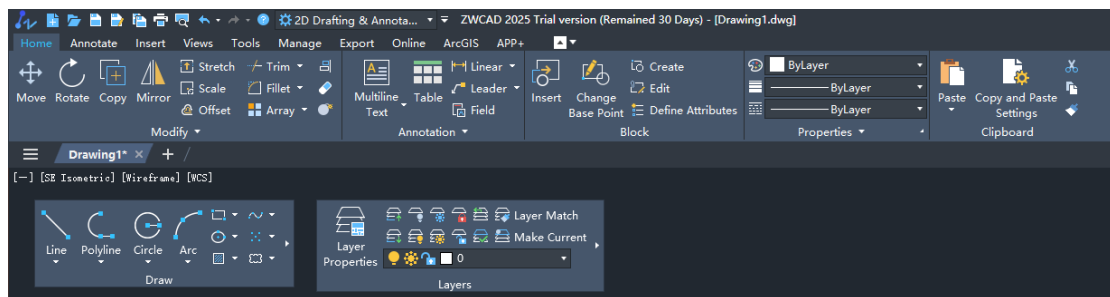 2D Drafting & Annota... ZWCAD 2025 Trial version (Remained 30 Days) - [Drawing1.dwg]
Home Annotate Insert Views Tools Manage Export Online ArcGIS APP+
Move Rotate Copy Mirror
Stretch Trim
Scale Fillet
Offset Array
Modify
Multiline Text
Table
Linear
Leader
Field
Annotation
Insert
Change Base Point
Create
Edit
Define Attributes
Block
ByLayer
ByLayer
ByLayer
Properties
Paste
Copy and Paste Settings
Clipboard
Drawing1* × +
[-] [SE Isometric] [Wireframe] [WCS]
Line Polyline Circle Arc
Draw
Layer Properties
Layer Match
Make Current
0
Layers